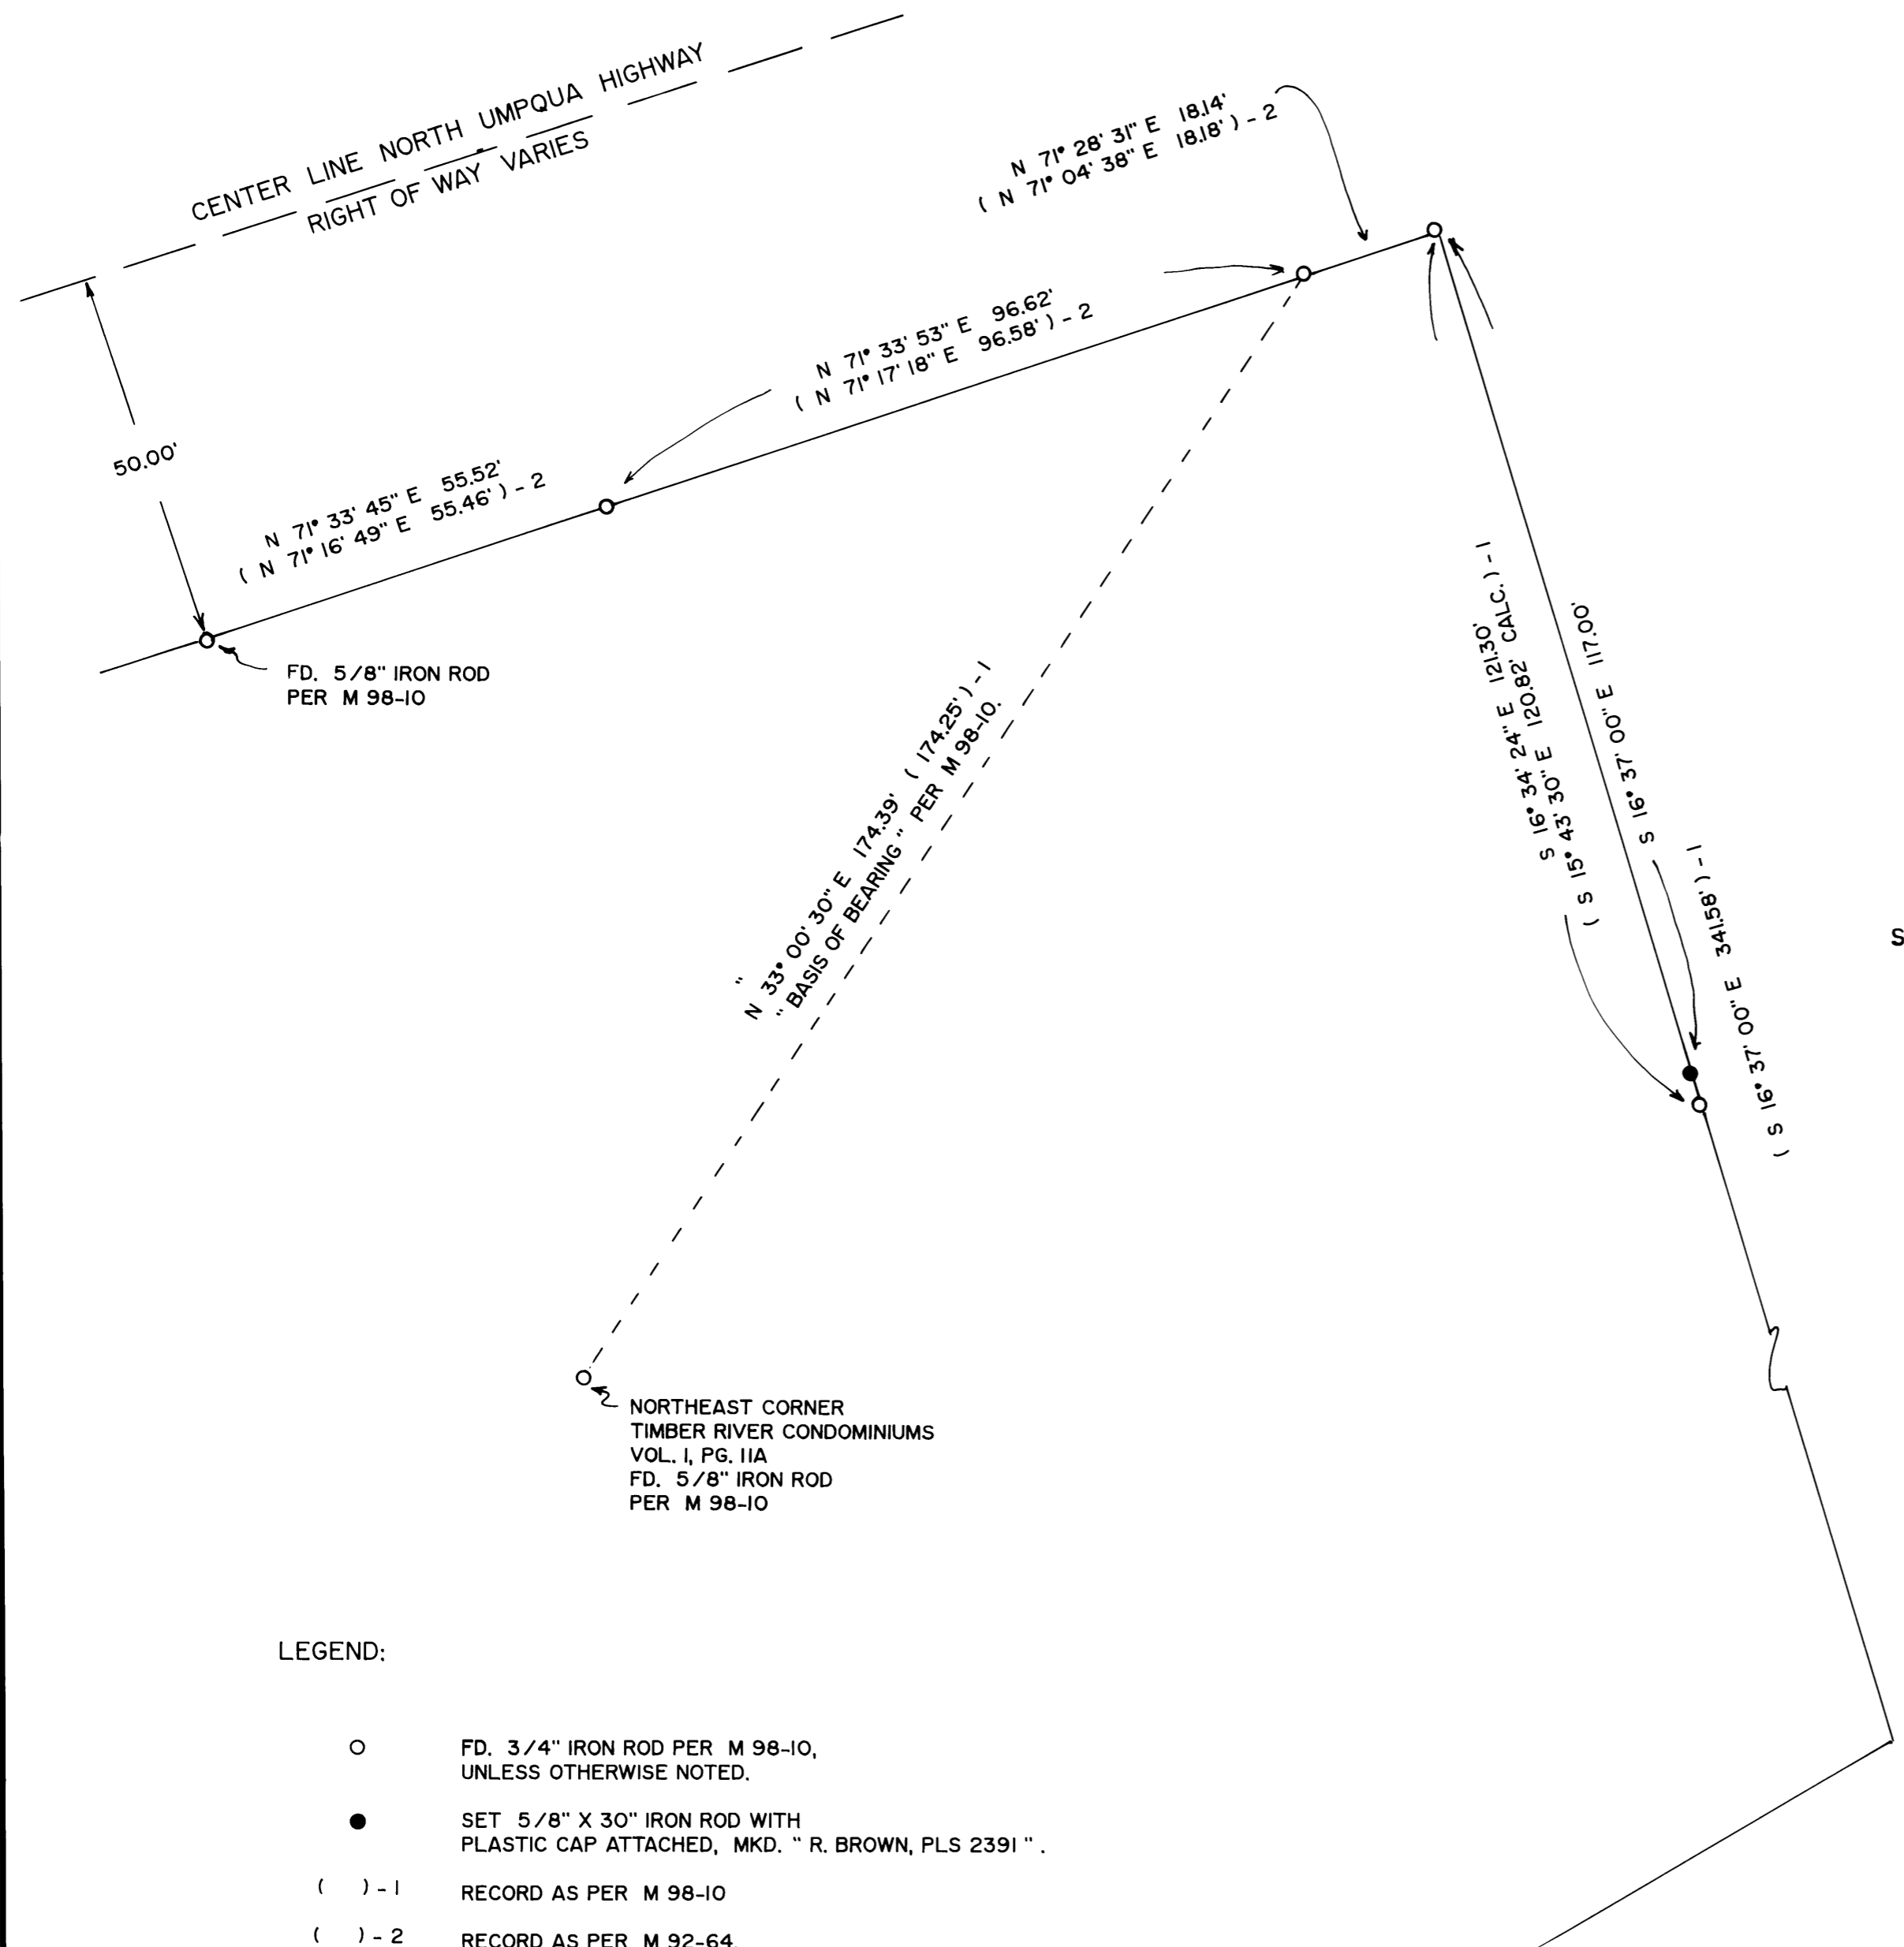 CENTER LINE NORTH UMPQUA HIGHWAY
RIGHT OF WAY VARIES
N 71° 28' 31" E 18.14'
( N 71° 04' 38" E 18.18' ) - 2
N 71° 33' 53" E 96.62'
( N 71° 17' 18" E 96.58' ) - 2
50.00'
N 71° 33' 45" E 55.52'
( N 71° 16' 49" E 55.46' ) - 2
FD. 5/8" IRON ROD
PER M 98-10
S 16° 34' 24" E 121.30'
( S 15° 43' 30" E 120.82' CALC. ) - 1
S 16° 37' 00" E 117.00'
( S 16° 37' 00" E 341.58' ) - 1
S
"
N 33° 00' 30" E 174.39' ( 174.25' ) - 1
" BASIS OF BEARING " PER M 98-10.
NORTHEAST CORNER
TIMBER RIVER CONDOMINIUMS
VOL. 1, PG. 11A
FD. 5/8" IRON ROD
PER M 98-10
LEGEND:
FD. 3/4" IRON ROD PER M 98-10,
UNLESS OTHERWISE NOTED.
SET 5/8" X 30" IRON ROD WITH
PLASTIC CAP ATTACHED, MKD. " R. BROWN, PLS 2391 " .
( ) - 1 RECORD AS PER M 98-10
( ) - 2 RECORD AS PER M 92-64.